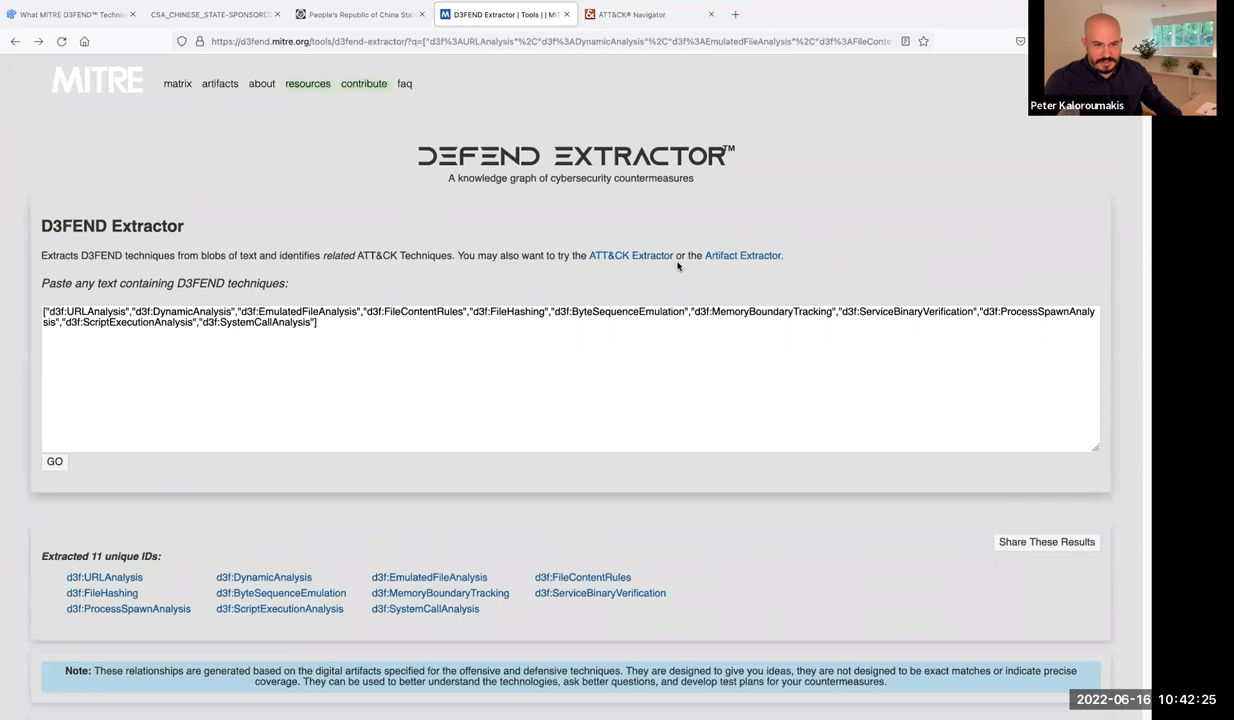 What MITRE D3FEND™ Techniq
CSA_CHINESE_STATE-SPONSORED
People's Republic of China State
D3FEND Extractor | Tools | | MIT
ATT&CK® Navigator
https://d3fend.mitre.org/tools/d3fend-extractor/?q=["d3f%3AURLAnalysis"%2C"d3f%3ADynamicAnalysis"%2C"d3f%3AEmulatedFileAnalysis"%2C"d3f%3AFileConte
MITRE
matrix
artifacts
about
resources
contribute
faq
Peter Kaloroumakis
DEFEND EXTRACTOR™
A knowledge graph of cybersecurity countermeasures
D3FEND Extractor
Extracts D3FEND techniques from blobs of text and identifies related ATT&CK Techniques. You may also want to try the ATT&CK Extractor or the Artifact Extractor.
Paste any text containing D3FEND techniques:
["d3f:URLAnalysis","d3f:DynamicAnalysis","d3f:EmulatedFileAnalysis","d3f:FileContentRules","d3f:FileHashing","d3f:ByteSequenceEmulation","d3f:MemoryBoundaryTracking","d3f:ServiceBinaryVerification","d3f:ProcessSpawnAnaly
sis","d3f:ScriptExecutionAnalysis","d3f:SystemCallAnalysis"]
GO
Share These Results
Extracted 11 unique IDs:
d3f:URLAnalysis d3f:DynamicAnalysis d3f:EmulatedFileAnalysis d3f:FileContentRules
d3f:FileHashing d3f:ByteSequenceEmulation d3f:MemoryBoundaryTracking d3f:ServiceBinaryVerification
d3f:ProcessSpawnAnalysis d3f:ScriptExecutionAnalysis d3f:SystemCallAnalysis
Note: These relationships are generated based on the digital artifacts specified for the offensive and defensive techniques. They are designed to give you ideas, they are not designed to be exact matches or indicate precise
coverage. They can be used to better understand the technologies, ask better questions, and develop test plans for your countermeasures.
2022-06-16 10:42:25